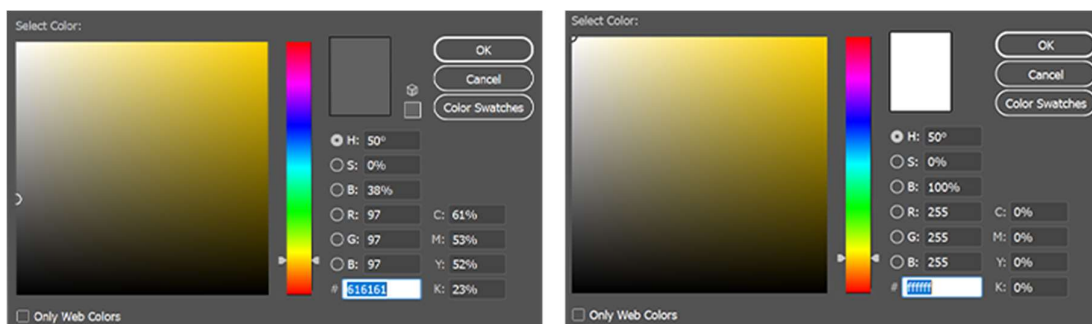 Select Color:
OK
Cancel
Color Swatches
H: 50°
S: 0%
B: 38%
R: 97
C: 61%
G: 97
M: 53%
B: 97
Y: 52%
# 616161
K: 23%
Only Web Colors
Select Color:
OK
Cancel
Color Swatches
H: 50°
S: 0%
B: 100%
R: 255
C: 0%
G: 255
M: 0%
B: 255
Y: 0%
# ffffff
K: 0%
Only Web Colors